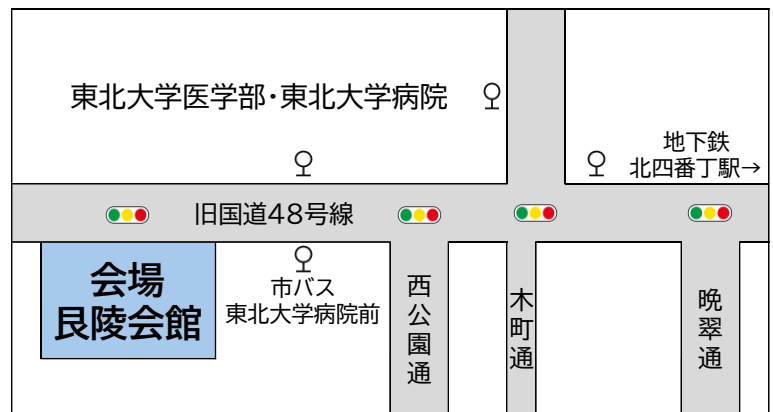 東北大学医学部・東北大学病院
地下鉄
北四番丁駅→
旧国道48号線
会場
艮陵会館
市バス
東北大学病院前
西公園通
木町通
晩翠通